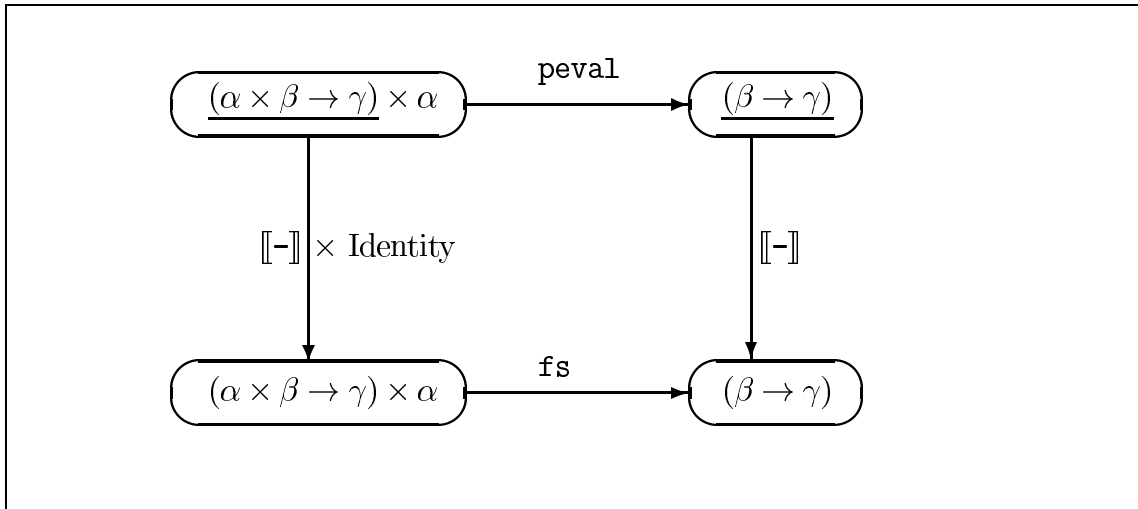 peval
(α × β → γ) × α
(β → γ)
⟦-⟧ × Identity
⟦-⟧
fs
(α × β → γ) × α
(β → γ)